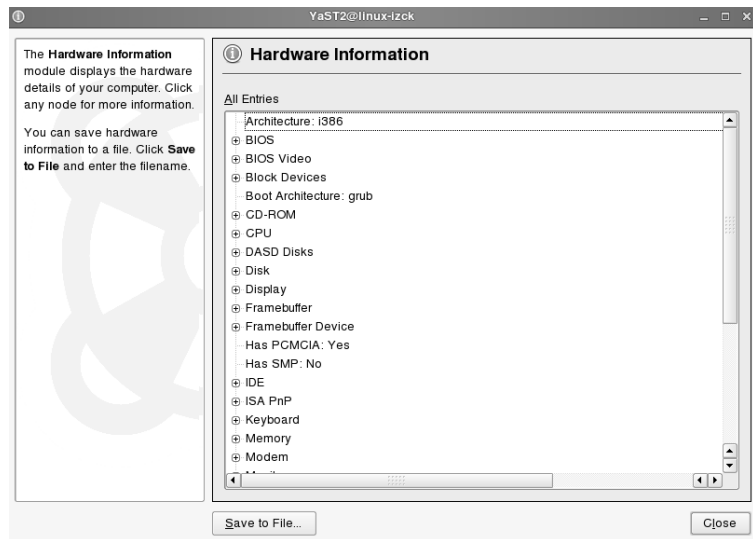 YaST2@linux-izck
The Hardware Information
module displays the hardware
details of your computer. Click
any node for more information.
You can save hardware
information to a file. Click Save
to File and enter the filename.
Hardware Information
All Entries
Architecture: i386
BIOS
BIOS Video
Block Devices
Boot Architecture: grub
CD-ROM
CPU
DASD Disks
Disk
Display
Framebuffer
Framebuffer Device
Has PCMCIA: Yes
Has SMP: No
IDE
ISA PnP
Keyboard
Memory
Modem
Save to File...
Close